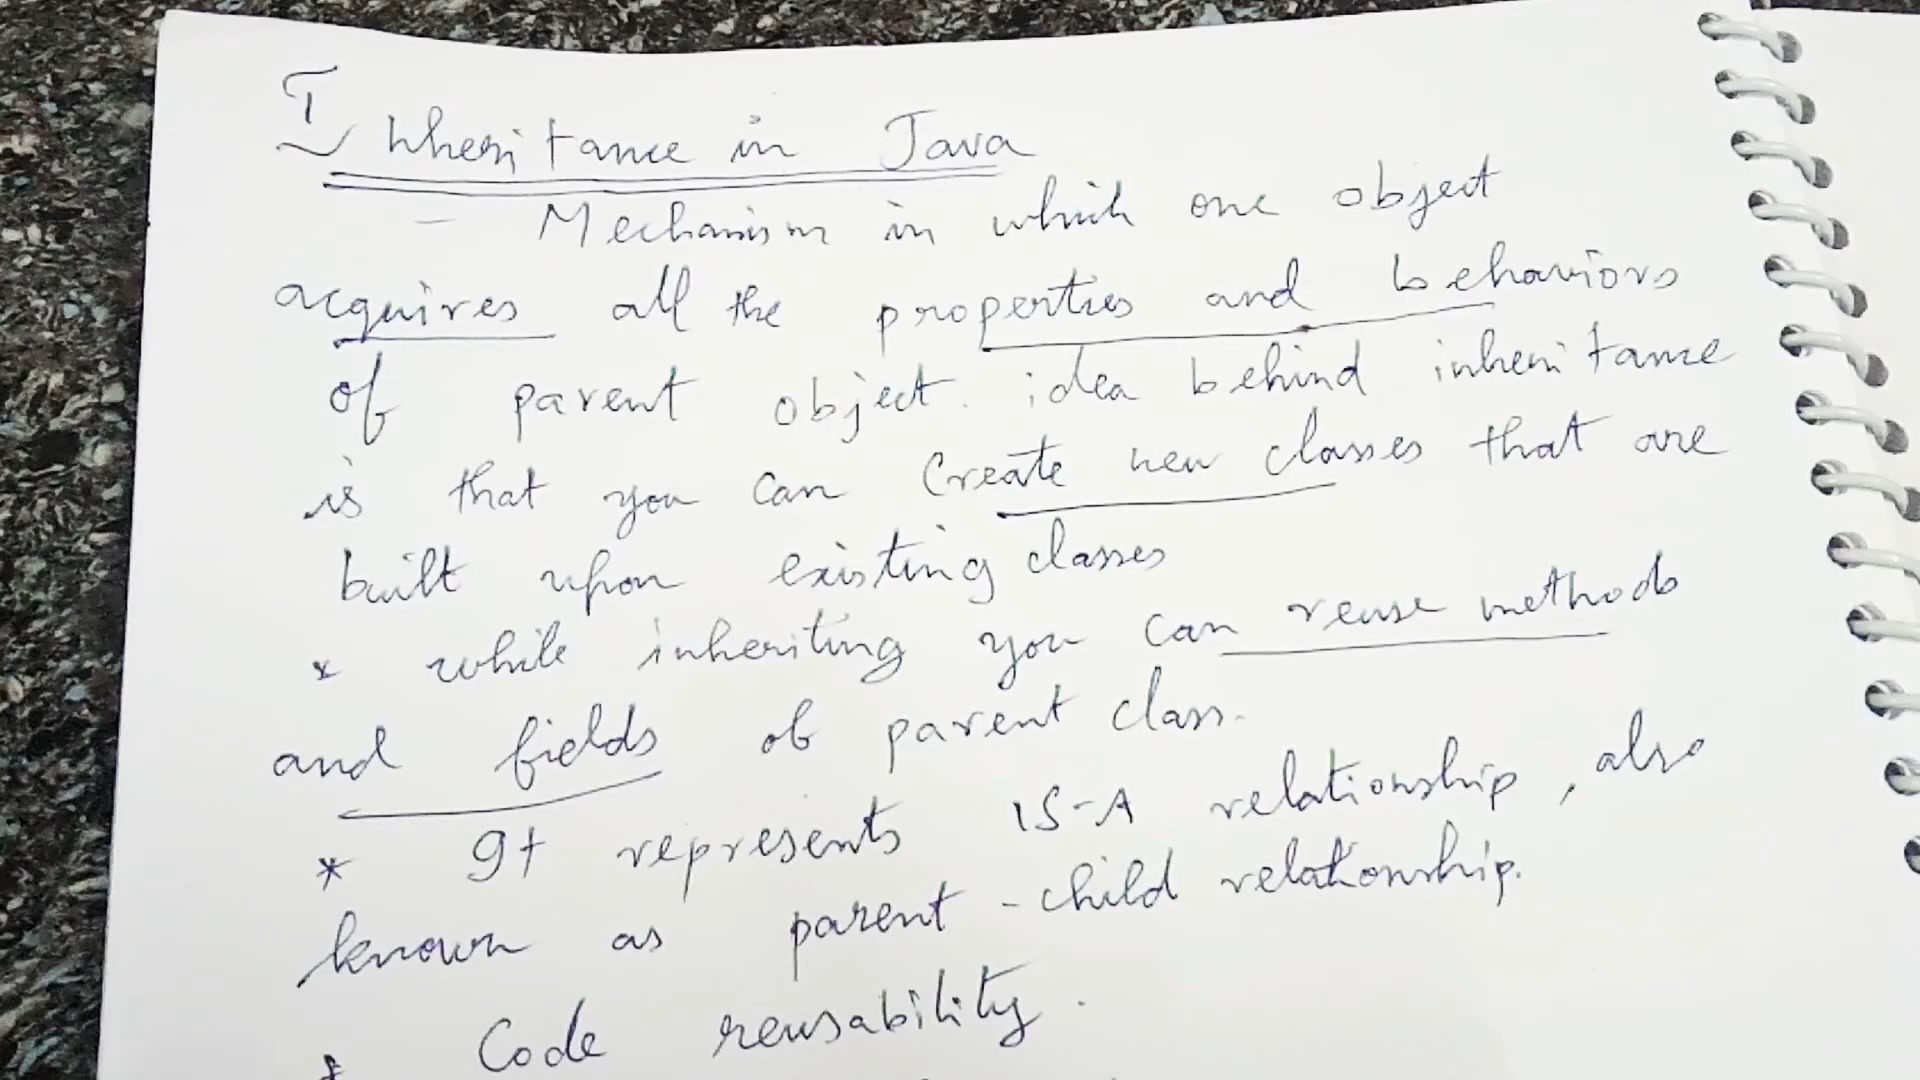 Inheritance in Java
- Mechanism in which one object
acquires all the properties and behaviors
of parent object. idea behind inheritance
is that you can Create new classes that are
built upon existing classes
* while inheriting you can reuse methods
and fields of parent class.
* It represents IS-A relationship, also
known as parent-child relationship.
* Code reusability.